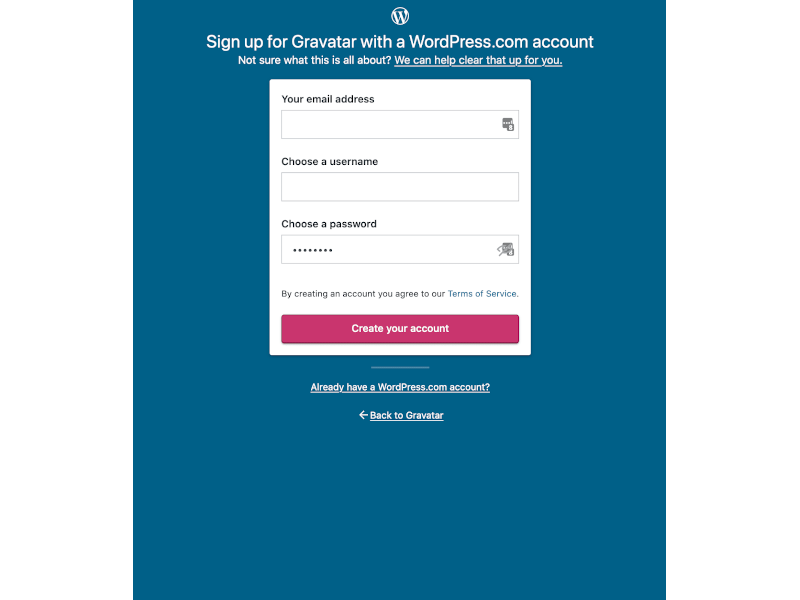 Sign up for Gravatar with a WordPress.com account
Not sure what this is all about? We can help clear that up for you.
Your email address
Choose a username
Choose a password
••••••••
By creating an account you agree to our Terms of Service.
Create your account
Already have a WordPress.com account?
← Back to Gravatar